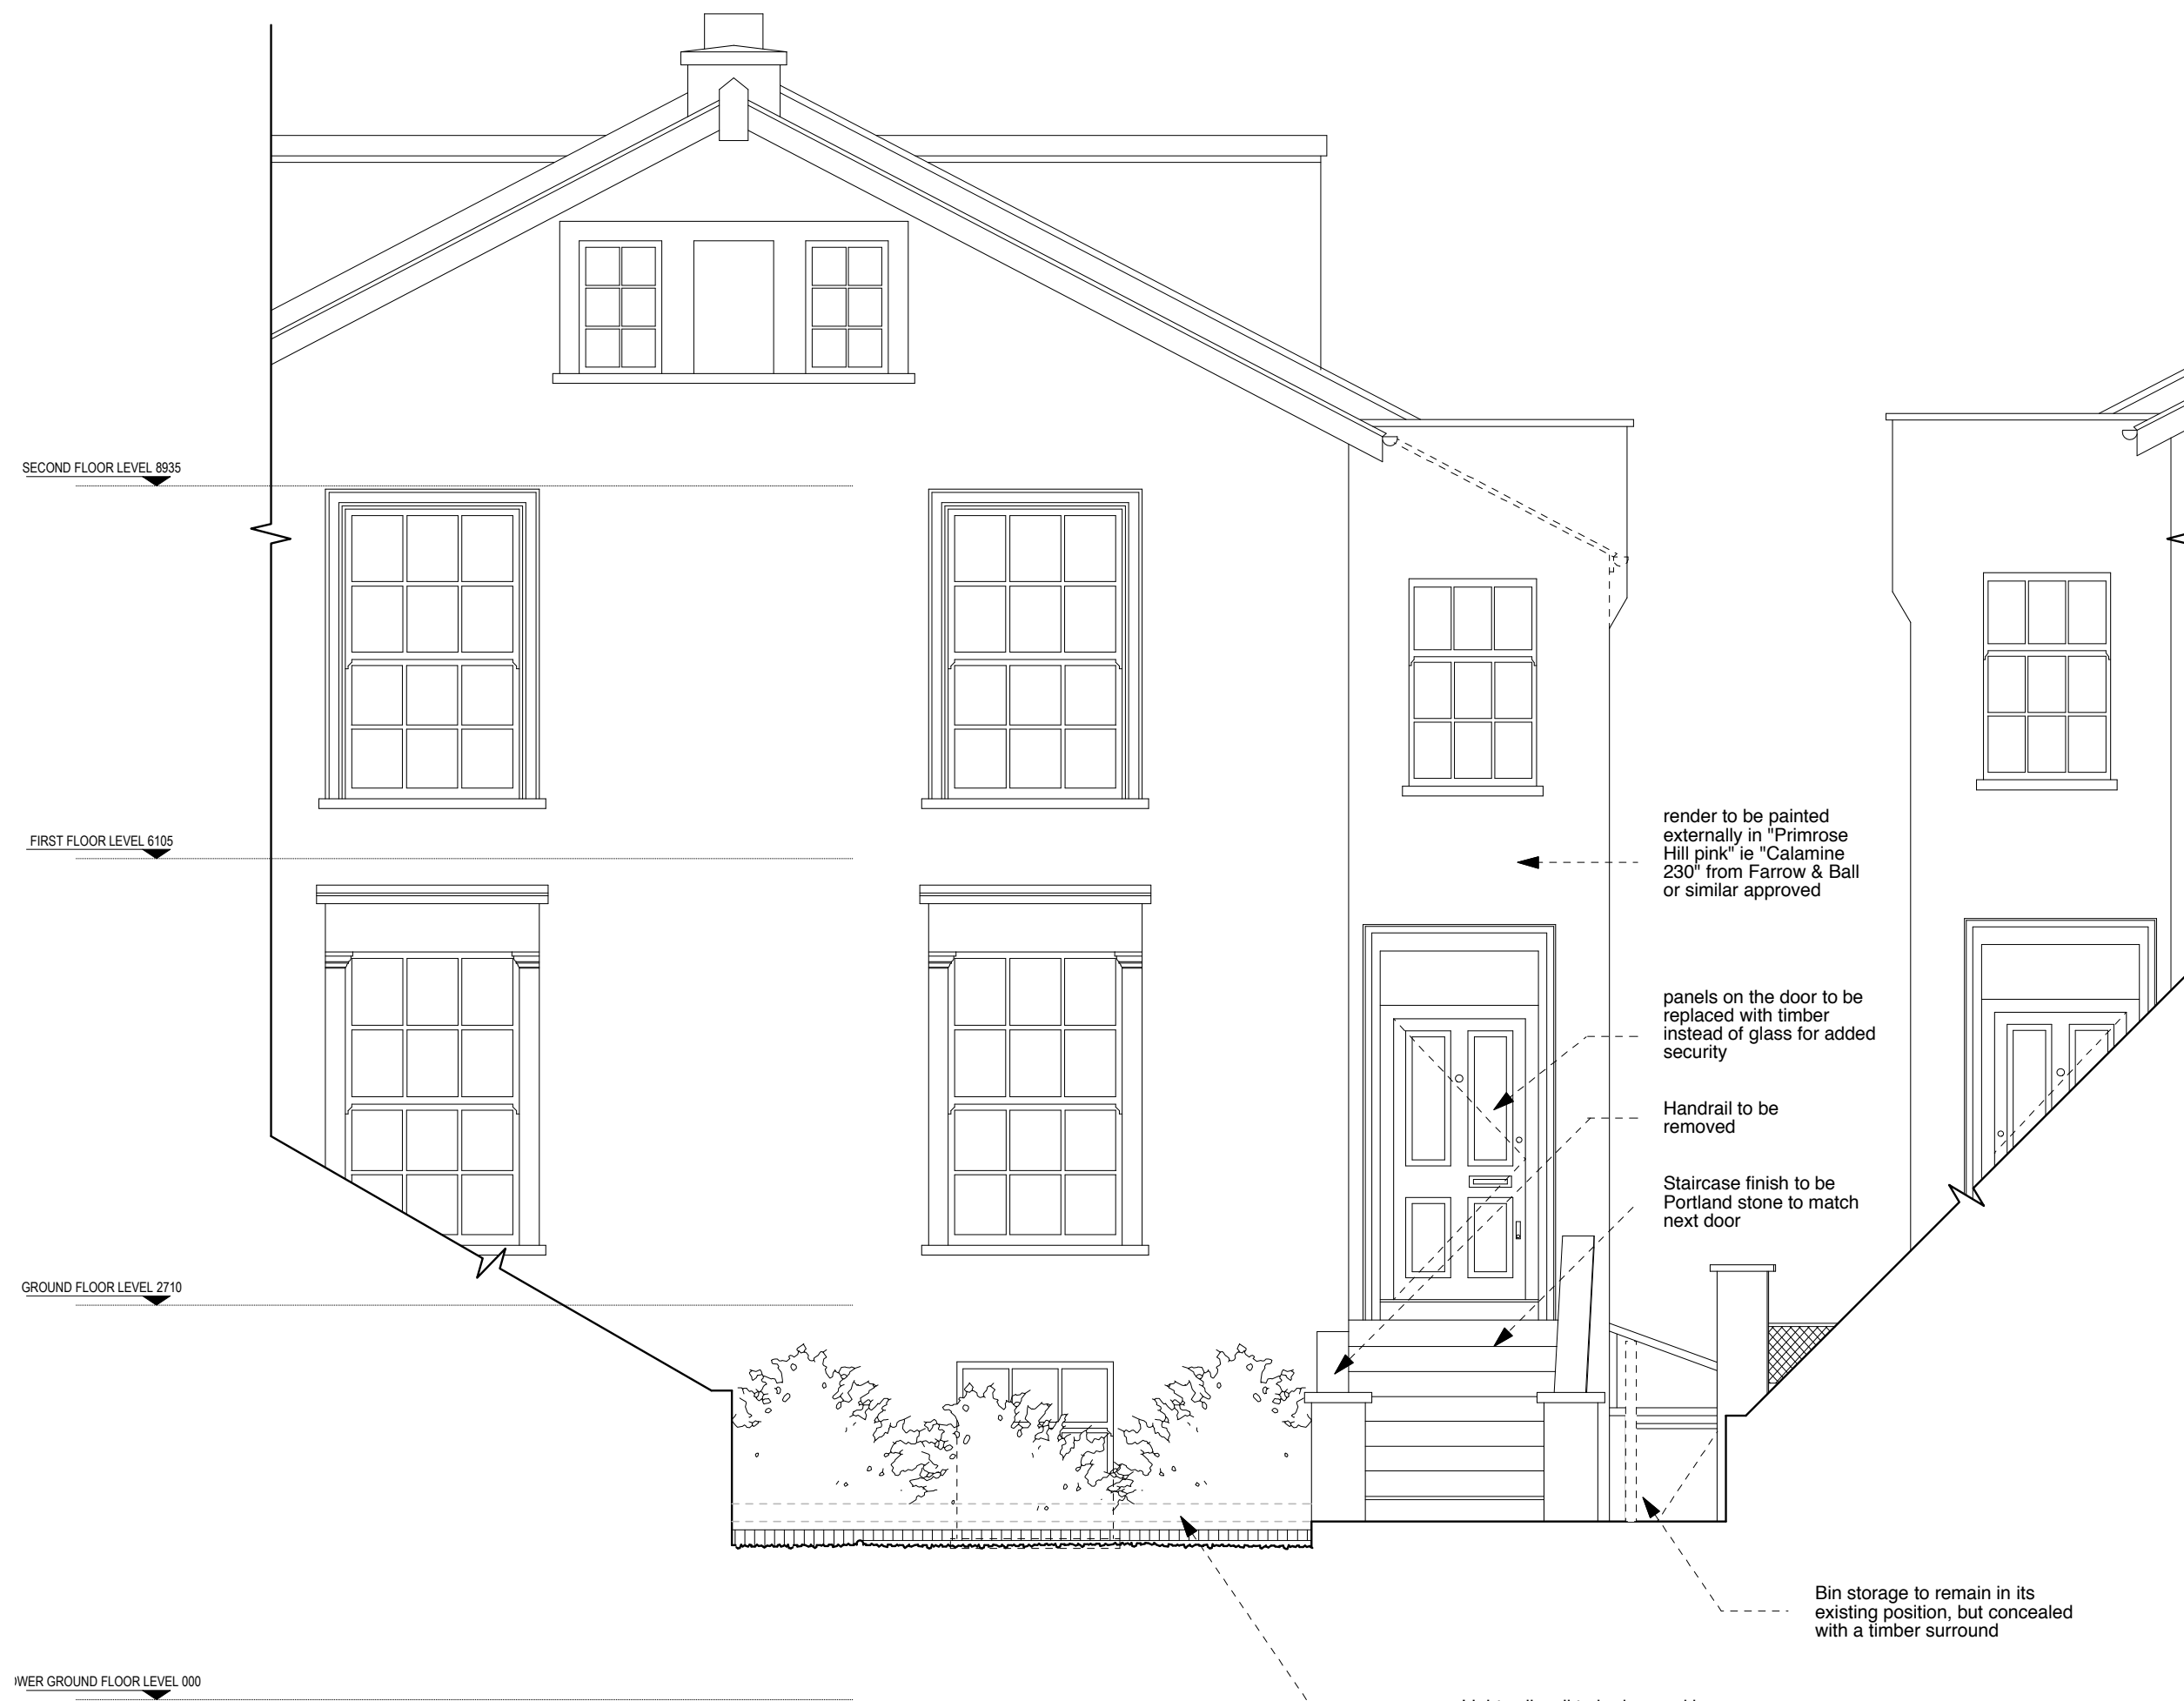 SECOND FLOOR LEVEL 8935
FIRST FLOOR LEVEL 6105
render to be painted
externally in "Primrose
Hill pink" ie "Calamine
230" from Farrow & Ball
or similar approved
panels on the door to be
replaced with timber
instead of glass for added
security
Handrail to be
removed
Staircase finish to be
Portland stone to match
next door
GROUND FLOOR LEVEL 2710
Bin storage to remain in its
existing position, but concealed
with a timber surround
OWER GROUND FLOOR LEVEL 000